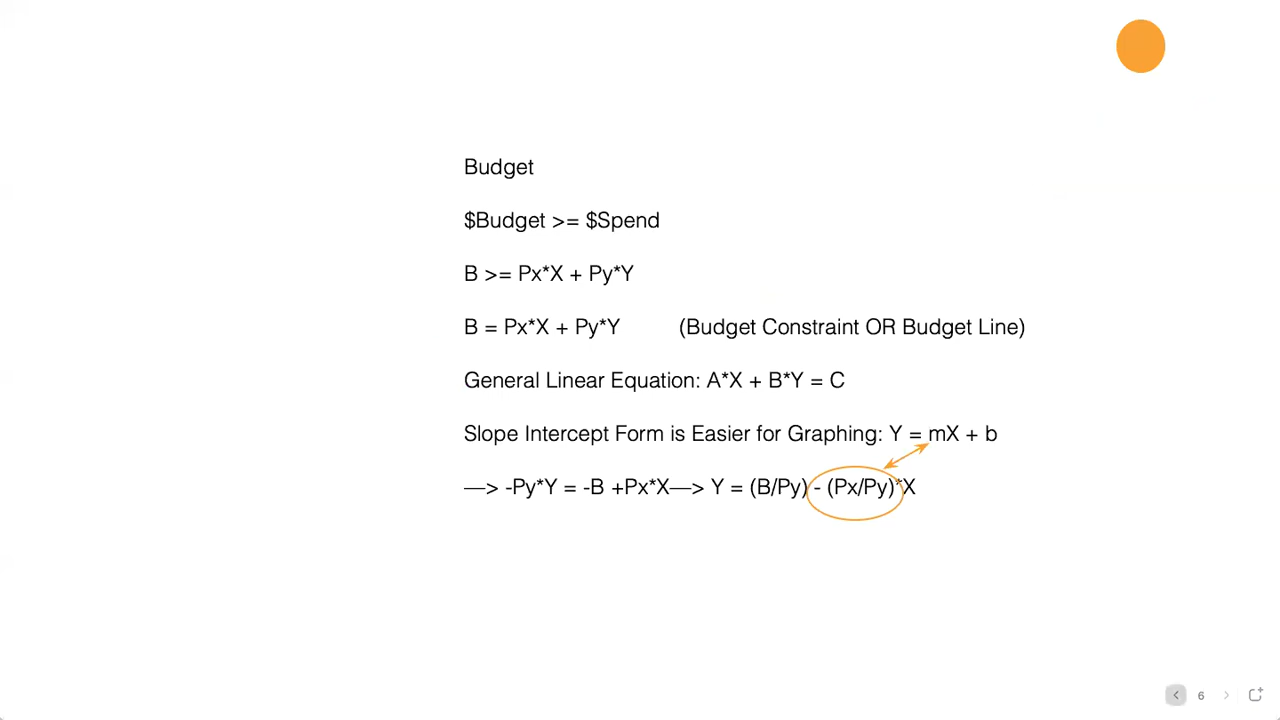 Budget
$Budget >= $Spend
B >= Px*X + Py*Y
B = Px*X + Py*Y (Budget Constraint OR Budget Line)
General Linear Equation: A*X + B*Y = C
Slope Intercept Form is Easier for Graphing: Y = mX + b
—> -Py*Y = -B +Px*X—> Y = (B/Py) - (Px/Py)*X
6